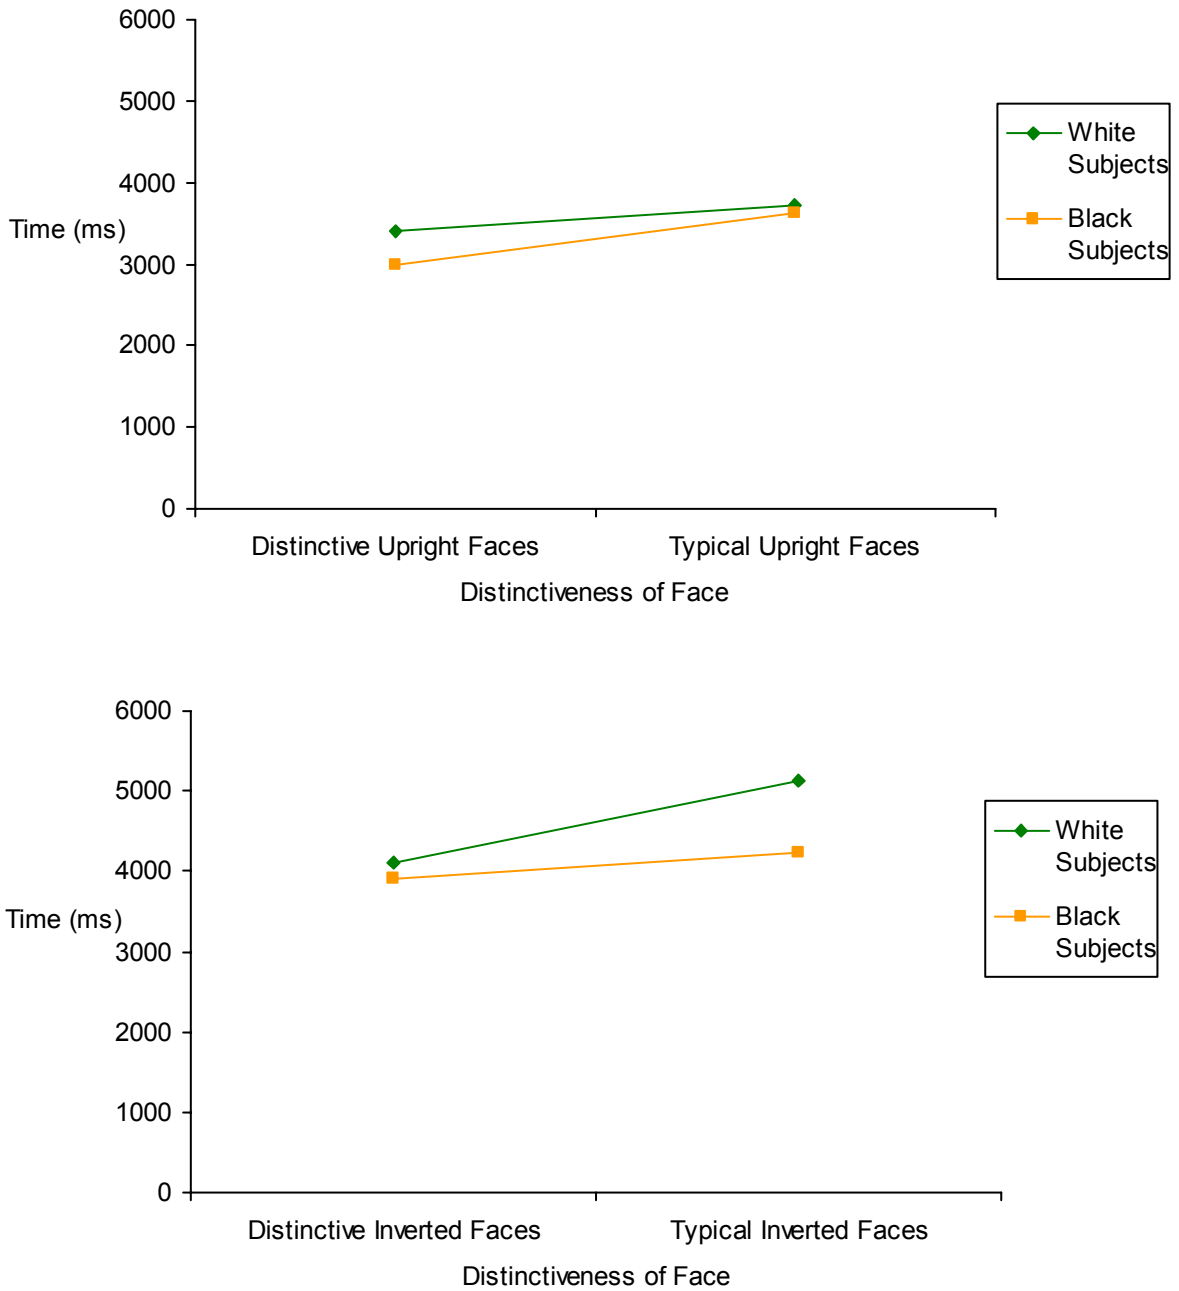 6000
5000
4000
Time (ms)
3000
2000
1000
0
Distinctive Upright Faces
Typical Upright Faces
Distinctiveness of Face
White
Subjects
Black
Subjects
6000
5000
4000
Time (ms)
3000
2000
1000
0
Distinctive Inverted Faces
Typical Inverted Faces
Distinctiveness of Face
White
Subjects
Black
Subjects